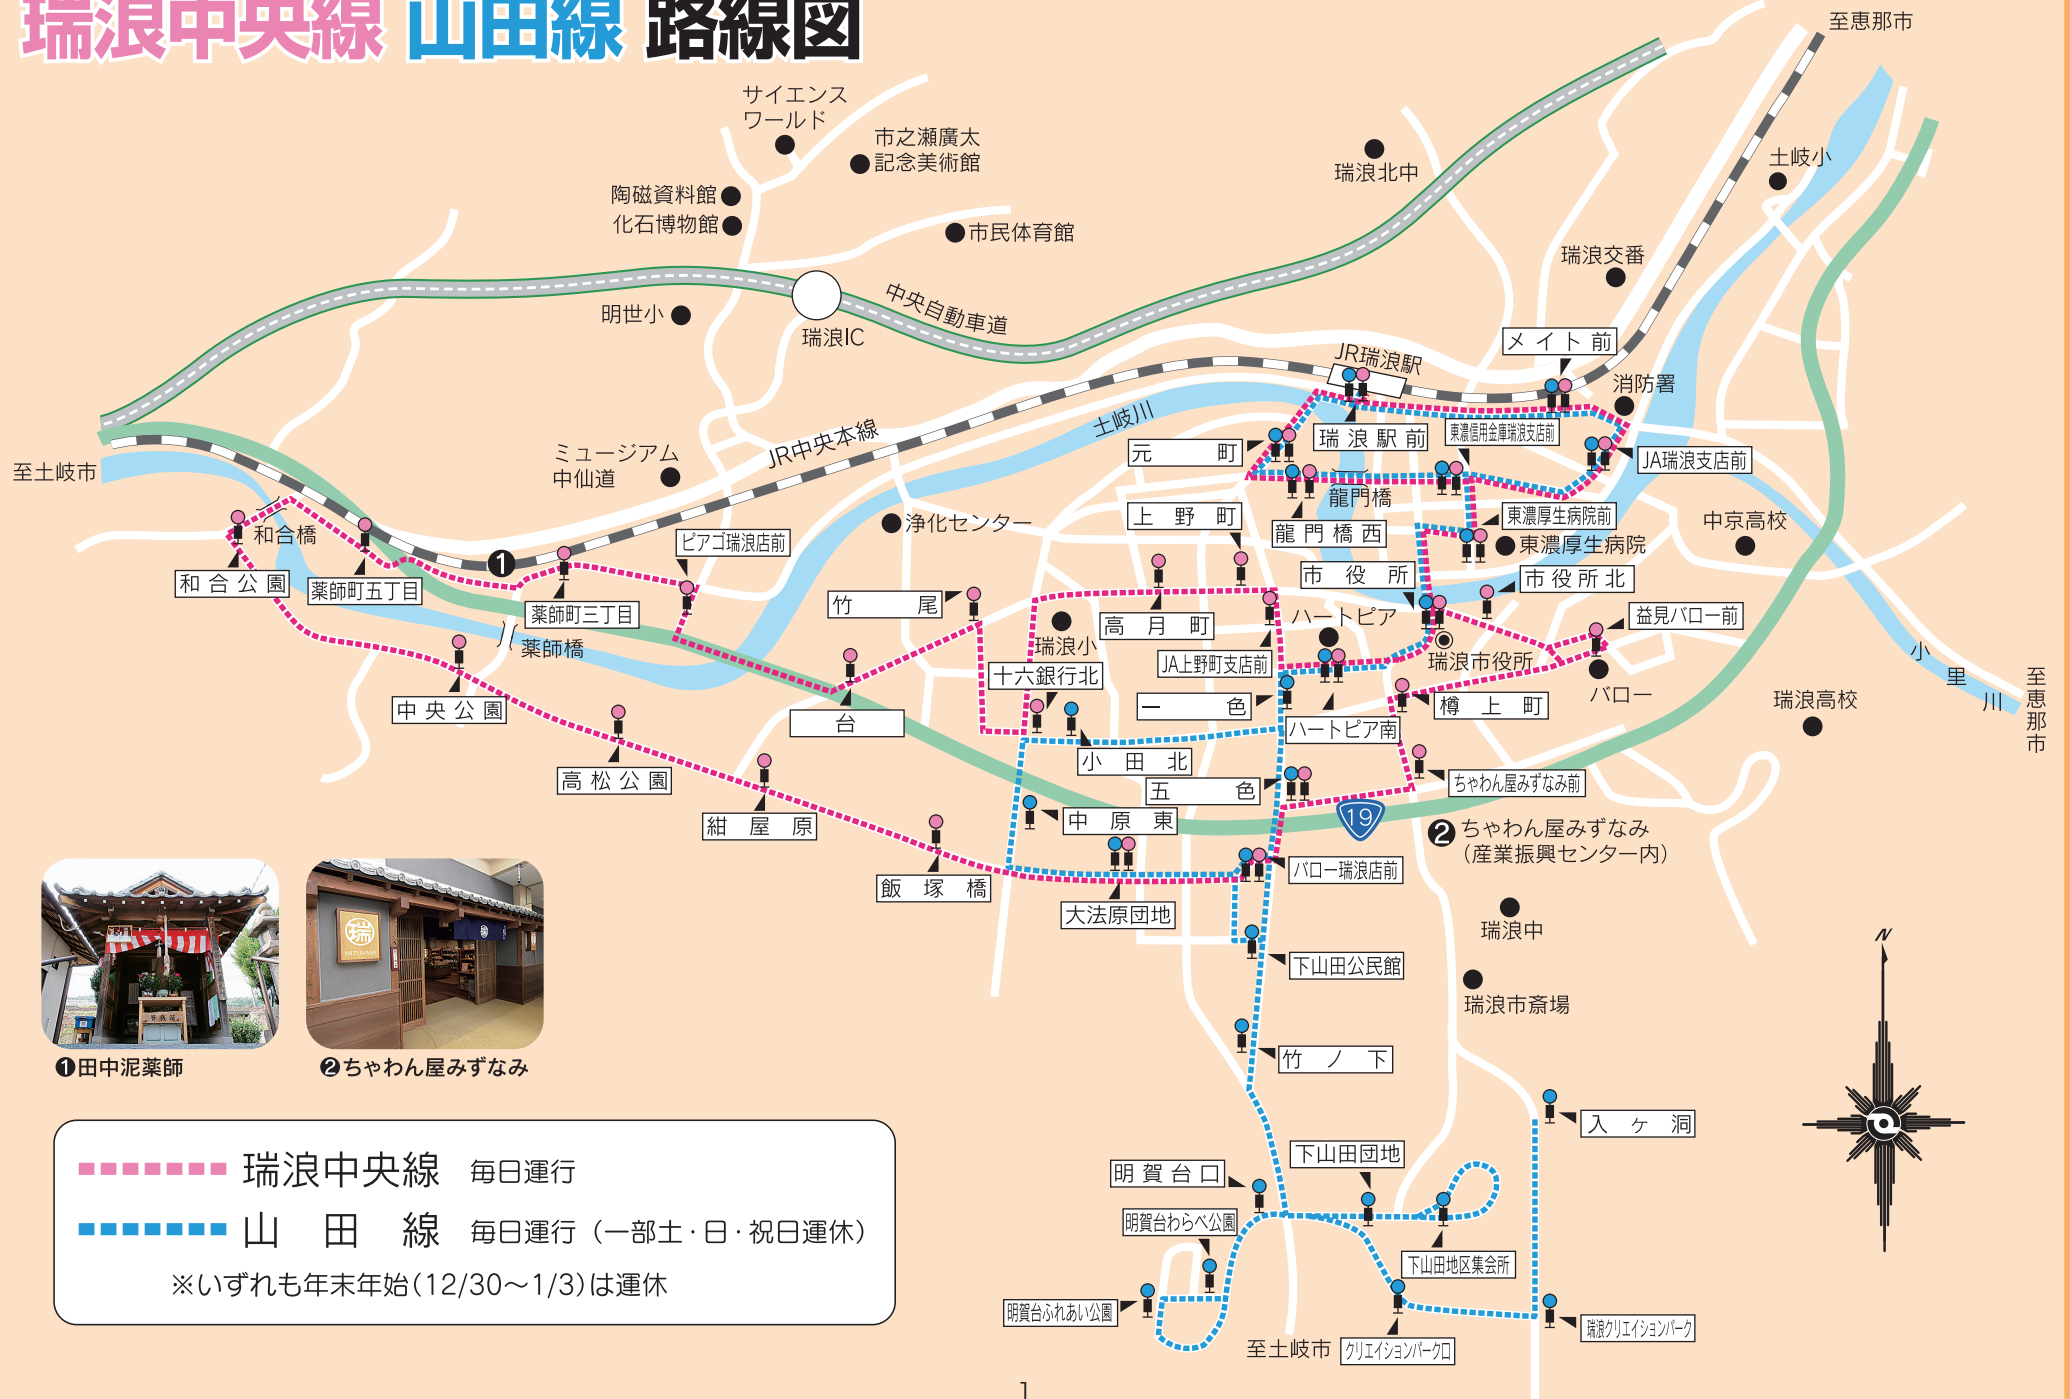 瑞浪中央線 山田線 路線図
至恵那市
サイエンス
ワールド
市之瀬廣太
記念美術館
陶磁資料館
化石博物館
市民体育館
瑞浪北中
土岐小
瑞浪交番
明世小
瑞浪IC
中央自動車道
JR瑞浪駅
メイト前
消防署
至土岐市
ミュージアム
中仙道
JR中央本線
土岐川
元町
瑞浪駅前
東濃信用金庫瑞浪支店前
JA瑞浪支店前
龍門橋
龍門橋西
上野町
浄化センター
ピアゴ瑞浪店前
東濃厚生病院前
東濃厚生病院
中京高校
和合橋
和合公園
薬師町五丁目
❶
薬師町三丁目
薬師橋
竹尾
瑞浪小
高月町
JA上野町支店前
ハートピア
市役所
市役所北
益見バロー前
瑞浪市役所
バロー
小里川
至恵那市
瑞浪高校
中央公園
台
十六銀行北
一色
ハートピア南
樽上町
高松公園
小田北
五色
ちゃわん屋みずなみ前
紺屋原
中原東
19
❷ちゃわん屋みずなみ
（産業振興センター内）
飯塚橋
大法原団地
バロー瑞浪店前
瑞浪中
下山田公民館
瑞浪市斎場
竹ノ下
N
❶田中泥薬師
瑞
MIZUNAMI
❷ちゃわん屋みずなみ
入ケ洞
下山田団地
明賀台口
明賀台わらべ公園
下山田地区集会所
明賀台ふれあい公園
瑞浪クリエイションパーク
至土岐市
クリエイションパーク口
瑞浪中央線 毎日運行
山田線 毎日運行（一部土・日・祝日運休）
※いずれも年末年始（12/30～1/3）は運休
1